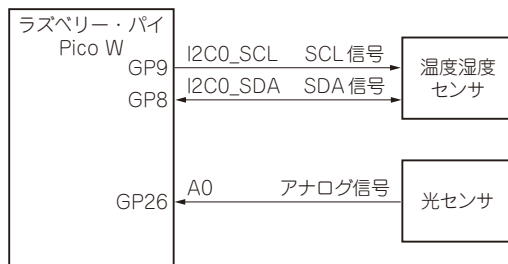 ラズベリー・パイ
Pico W
GP9
I2C0_SCL SCL信号
GP8
I2C0_SDA SDA信号
温度湿度
センサ
GP26
A0 アナログ信号
光センサ